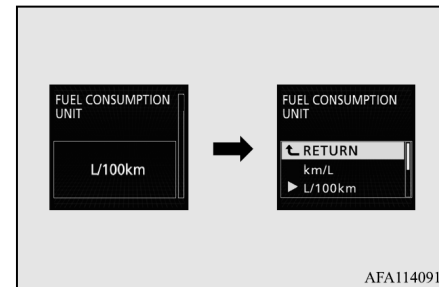 FUEL CONSUMPTION
UNIT
L/100km
FUEL CONSUMPTION
UNIT
RETURN
km/L
L/100km
AFA114091